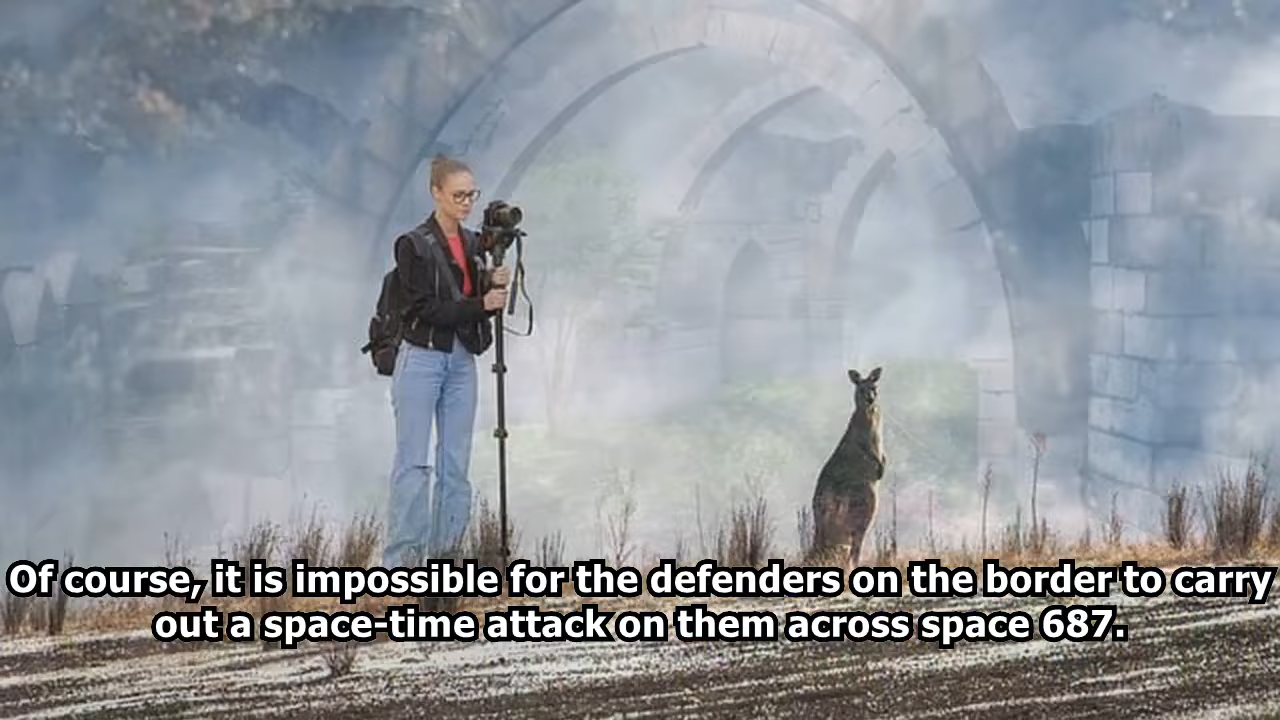 Of course, it is impossible for the defenders on the border to carry
out a space-time attack on them across space 687.